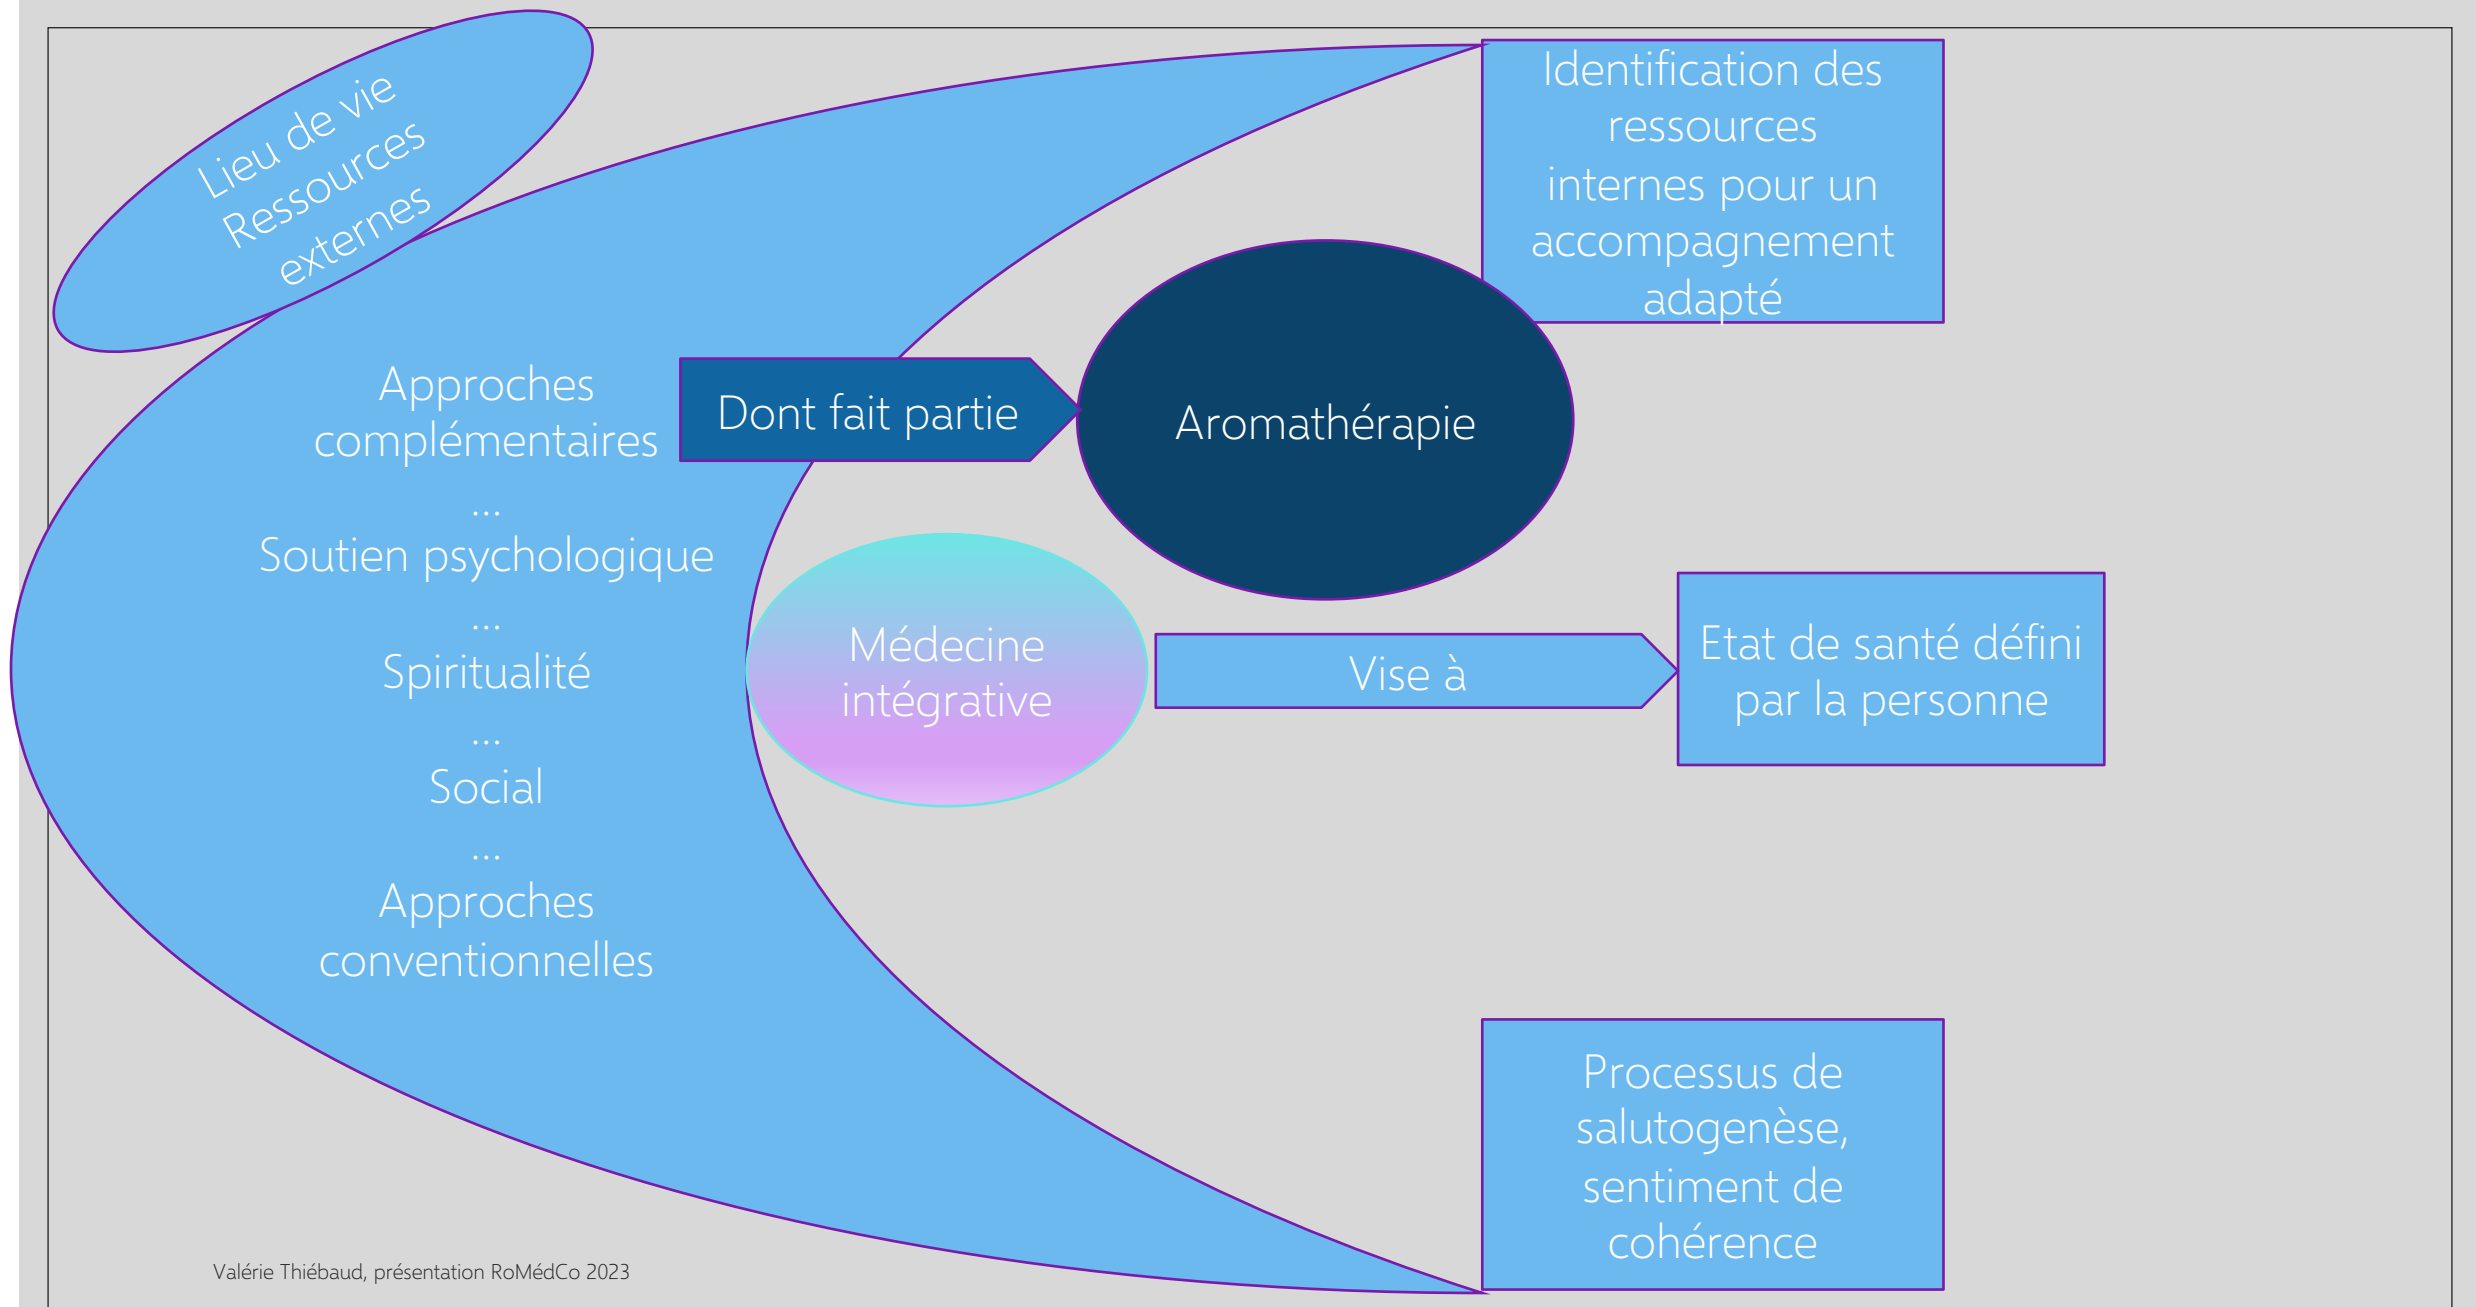 Lieu de vie
Ressources
externes
Identification des
ressources
internes pour un
accompagnement
adapté
Approches
complémentaires
...
Soutien psychologique
...
Spiritualité
...
Social
...
Approches
conventionnelles
Dont fait partie
Aromathérapie
Médecine
intégrative
Vise à
Etat de santé défini
par la personne
Processus de
salutogenèse,
sentiment de
cohérence
Valérie Thiébaud, présentation RoMédCo 2023